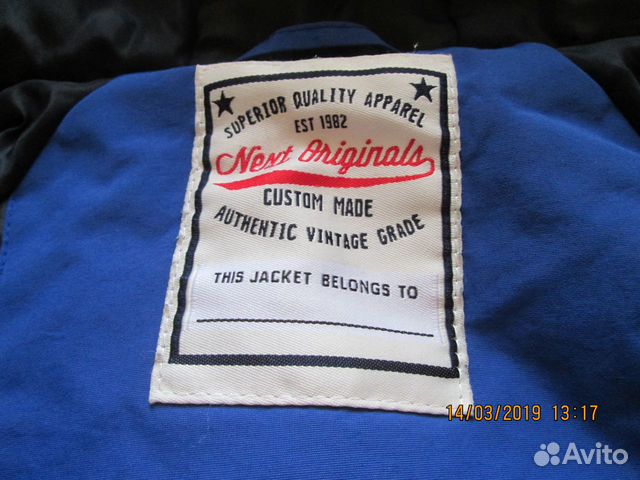 SUPERIOR QUALITY APPAREL
EST 1982
Next Originals
CUSTOM MADE
AUTHENTIC VINTAGE GRADE
THIS JACKET BELONGS TO
14/03/2019 13:17
Avito